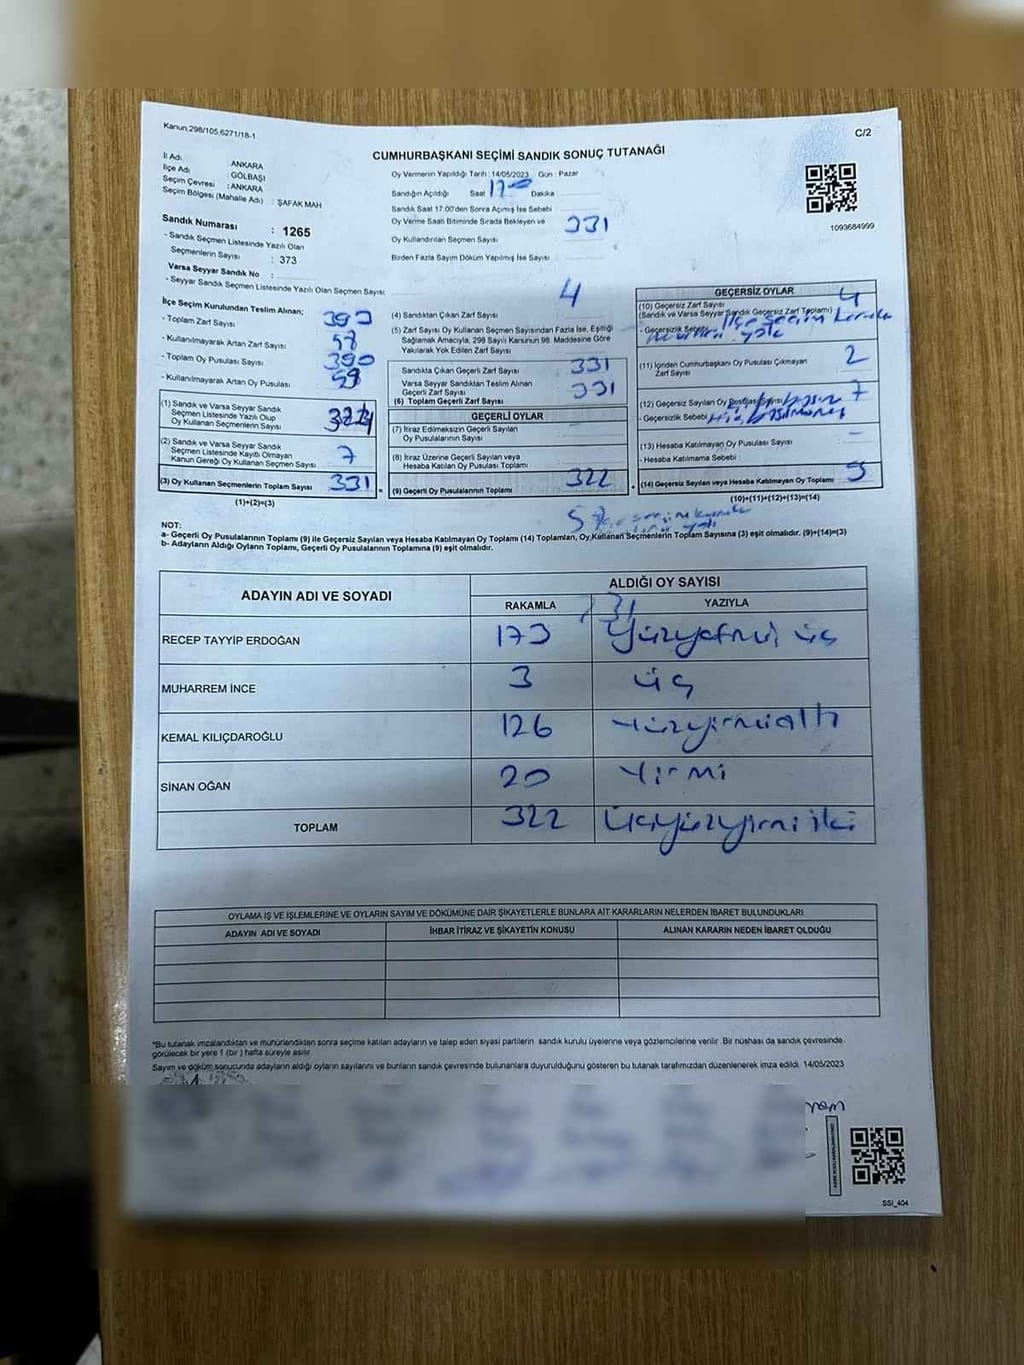 Kanun 298/105,6271/18-1
C/2
CUMHURBAŞKANI SEÇİMİ SANDIK SONUÇ TUTANAĞI
İl Adı : ANKARA
İlçe Adı : GÖLBAŞI
Seçim Çevresi : ANKARA
Seçim Bölgesi (Mahalle Adı) : ŞAFAK MAH
Sandık Numarası : 1265
- Sandık Seçmen Listesinde Yazılı Olan
Seçmenlerin Sayısı : 373
Varsa Seyyar Sandık No :
- Seyyar Sandık Seçmen Listesinde Yazılı Olan Seçmen Sayısı
Oy Vermenin Yapıldığı Tarih : 14/05/2023 Gün : Pazar
Sandığın Açıldığı Saat 17 Dakika
Sandık Saat 17.00'den Sonra Açımış İse Sebebi
Oy Verme Saati Bitiminde Sırada Bekleyen ve
Oy Kullandırılan Seçmen Sayısı 331
Birden Fazla Sayım Döküm Yapılmış İse Sayısı
1093684999
İlçe Seçim Kurulundan Teslim Alınan;
- Toplam Zarf Sayısı 390
- Kullanılmayarak Artan Zarf Sayısı
- Toplam Oy Pusulası Sayısı 390
- Kullanılmayarak Artan Oy Pusulası 59
(1) Sandık ve Varsa Seyyar Sandık
Seçmen Listesinde Yazılı Olup
Oy Kullanan Seçmenlerin Sayısı
(2) Sandık ve Varsa Seyyar Sandık
Seçmen Listesinde Kayıtlı Olmayan
Kanun Gereği Oy Kullanan Seçmen Sayısı 7
(3) Oy Kullanan Seçmenlerin Toplam Sayısı 331
(1)+(2)=(3)
4
(4) Sandıktan Çıkan Zarf Sayısı
(5) Zarf Sayısı Oy Kullanan Seçmen Sayısından Fazla İse, Eşitliği
Sağlamak Amacıyla, 298 Sayılı Kanunun 98. Maddesine Göre
Yakılarak Yok Edilen Zarf Sayısı
Sandıkta Çıkan Geçerli Zarf Sayısı 331
Varsa Seyyar Sandıktan Teslim Alınan
Geçerli Zarf Sayısı 331
(6) Toplam Geçerli Zarf Sayısı
GEÇERLİ OYLAR
(7) İtiraz Edilmeksizin Geçerli Sayılan
Oy Pusulalarının Sayısı
(8) İtiraz Üzerine Geçerli Sayılan veya
Hesaba Katılan Oy Pusulası Toplamı
(9) Geçerli Oy Pusulalarının Toplamı 322
GEÇERSİZ OYLAR
(10) Geçersiz Zarf Sayısı 4
(Sandık ve Varsa Seyyar Sandık Geçersiz Zarf Toplamı)
- Geçersizlik Sebebi İlçe Seçim
(11) İçinden Cumhurbaşkanı Oy Pusulası Çıkmayan
Zarf Sayısı 2
(12) Geçersiz Sayılan Oy Pusulası Sayısı 7
- Geçersizlik Sebebi
(13) Hesaba Katılmayan Oy Pusulası Sayısı -
- Hesaba Katılmama Sebebi :
(14) Geçersiz Sayılan veya Hesaba Katılmayan Oy Toplamı
(10)+(11)+(12)+(13)=(14)
NOT:
a- Geçerli Oy Pusulalarının Toplamı (9) ile Geçersiz Sayılan veya Hesaba Katılmayan Oy Toplamı (14) Toplamları, Oy Kullanan Seçmenlerin Toplam Sayısına (3) eşit olmalıdır. (9)+(14)=(3)
b- Adayların Aldığı Oyların Toplamı, Geçerli Oy Pusulalarının Toplamına (9) eşit olmalıdır.
ADAYIN ADI VE SOYADI ALDIĞI OY SAYISI
RAKAMLA YAZIYLA
RECEP TAYYİP ERDOĞAN 173 Yüzyetmiş üç
MUHARREM İNCE 3 üç
KEMAL KILIÇDAROĞLU 126 Yüzyirmialtı
SİNAN OĞAN 20 Yirmi
TOPLAM 322 Üçyüzyirmi iki
OYLAMA İŞ VE İŞLEMLERİNE VE OYLARIN SAYIM VE DÖKÜMÜNE DAİR ŞİKAYETLERLE BUNLARA AİT KARARLARIN NELERDEN İBARET BULUNDUKLARI
ADAYIN ADI VE SOYADI İHBAR İTİRAZ VE ŞİKAYETİN KONUSU ALINAN KARARIN NEDEN İBARET OLDUĞU
"Bu tutanak imzalandıktan ve mühürlendikten sonra seçime katılan adayların ve talep eden siyasi partilerin sandık kurulu üyelerine veya gözlemcilerine verilir. Bir nüshası da sandık çevresinde
görülecek bir yere 1 (bir) hafta süreyle asılır
Sayım ve döküm sonucunda adayların aldığı oyların sayılarını ve bunların sandık çevresinde bulunanlara duyurulduğunu gösteren bu tutanak tarafımızdan düzenlenerek imza edildi. 14/05/2023
SSI_404